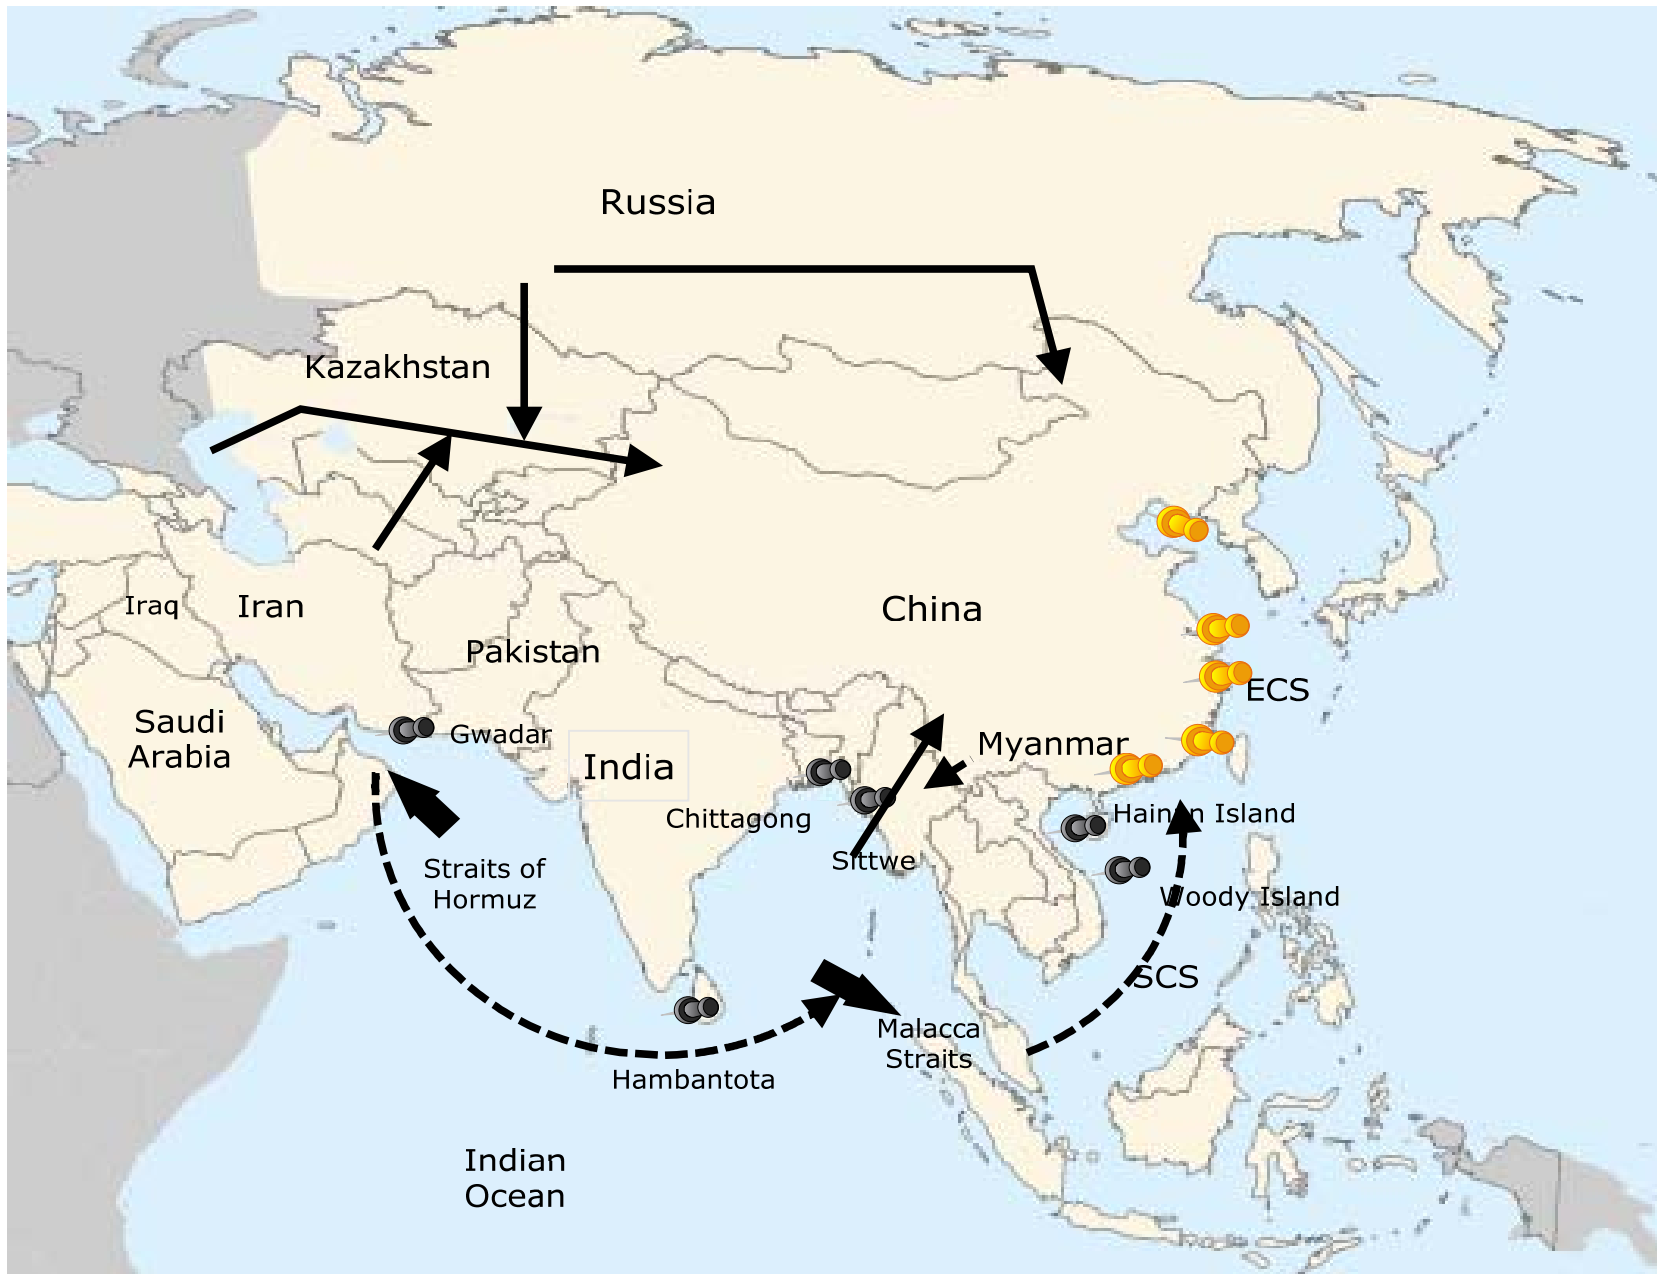 Russia
Kazakhstan
Iraq
Iran
China
Pakistan
ECS
Saudi
Arabia
Gwadar
Myanmar
India
Chittagong
Hainan Island
Sittwe
Straits of
Hormuz
Woody Island
SCS
Malacca
Straits
Hambantota
Indian
Ocean